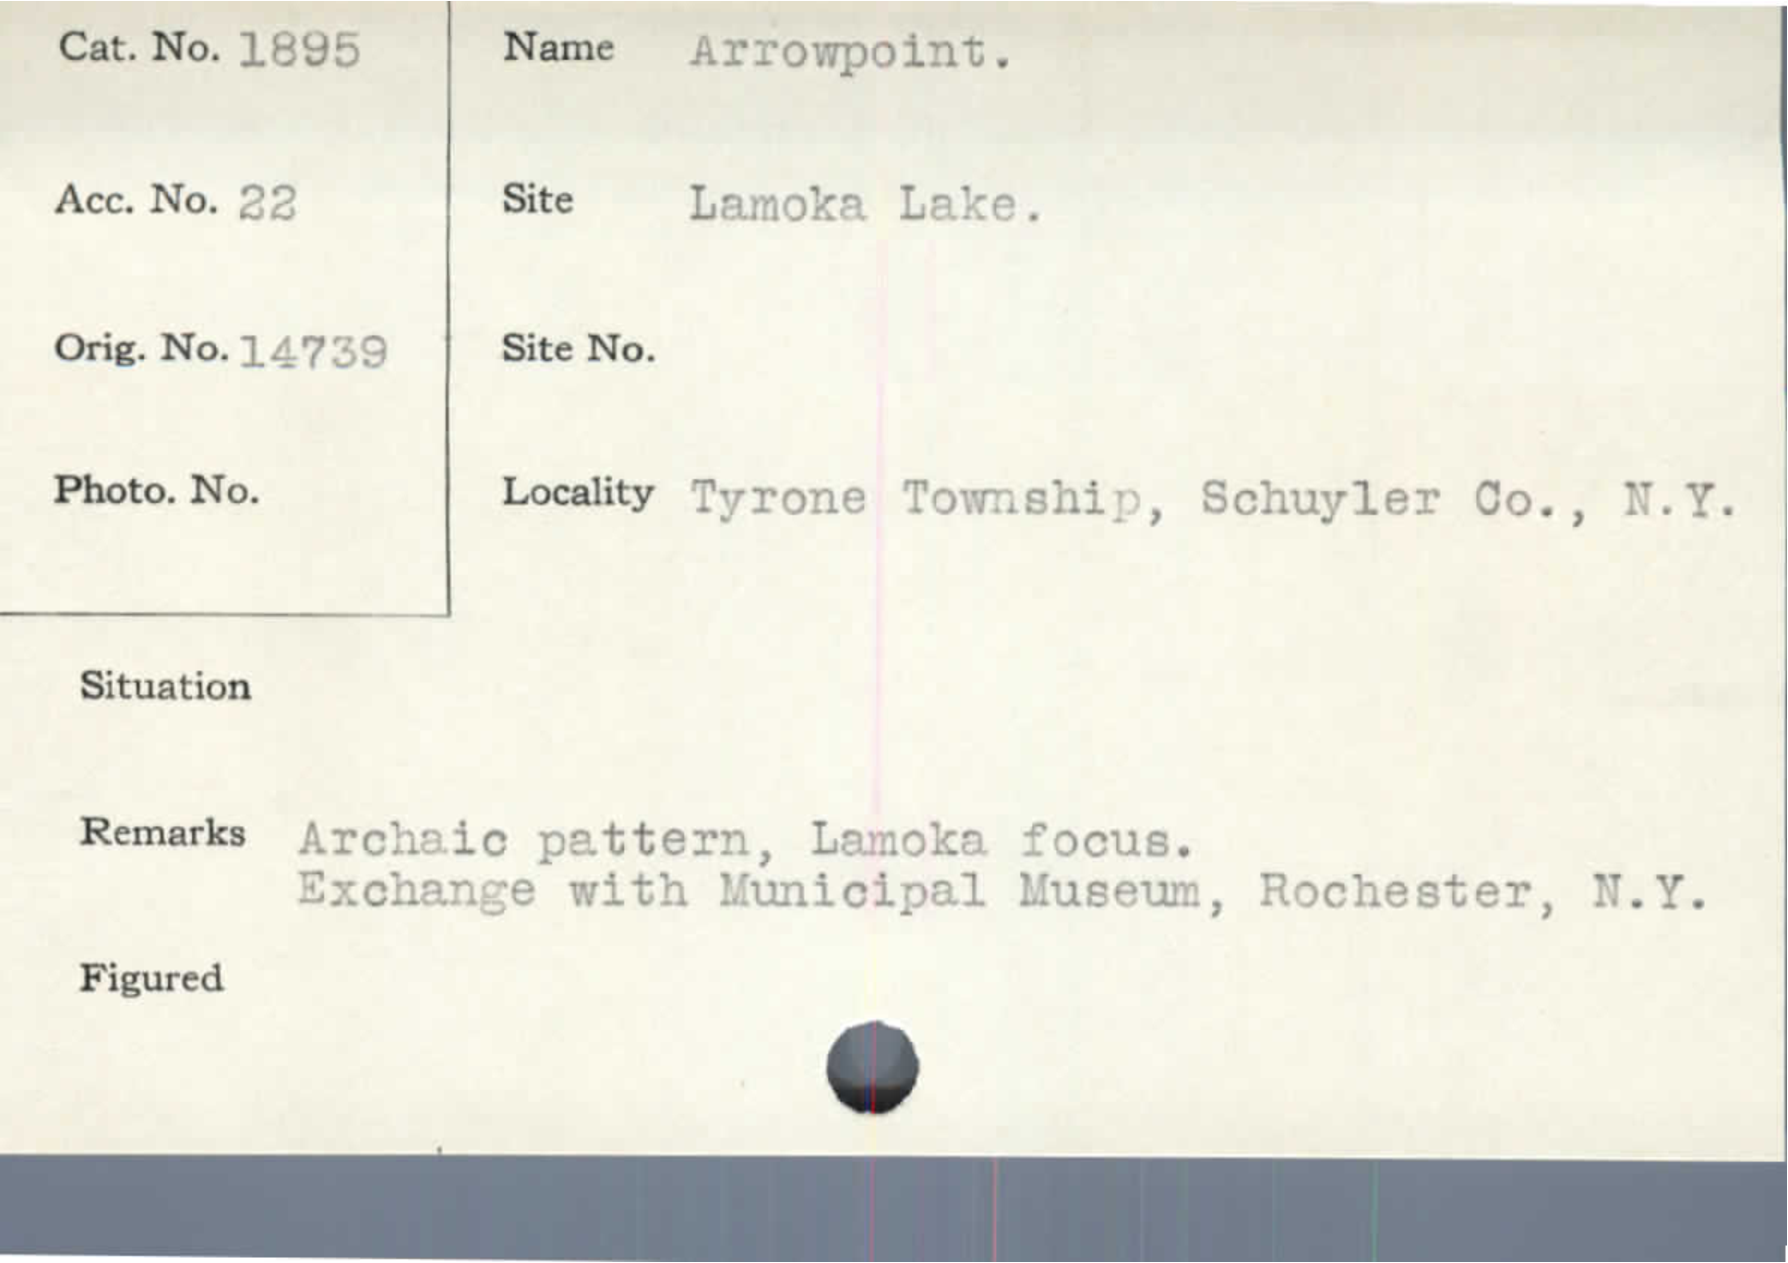 Cat. No. 1895
Name Arrowpoint.
Acc. No. 22
Site Lamoka Lake.
Orig. No. 14739
Site No.
Photo. No.
Locality Tyrone Township, Schuyler Co., N.Y.
Situation
Remarks Archaic pattern, Lamoka focus.
Exchange with Municipal Museum, Rochester, N.Y.
Figured